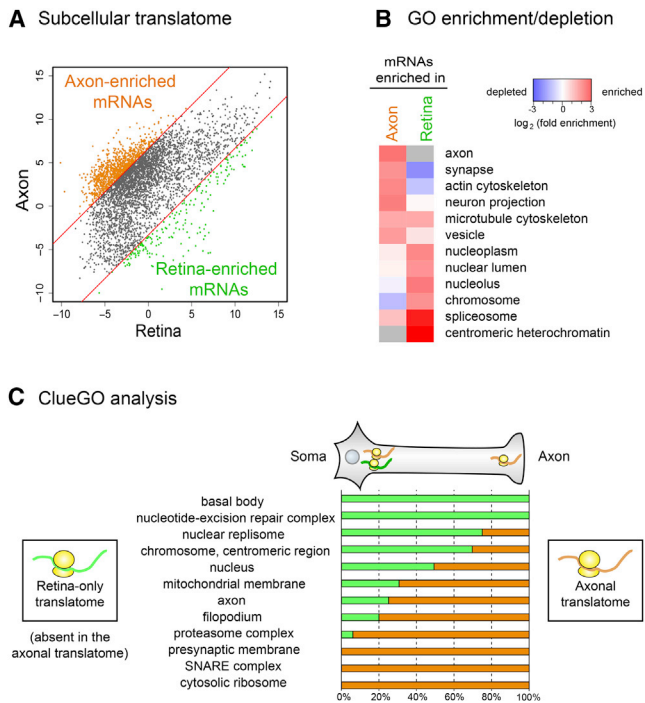 A Subcellular translatome
Axon-enriched
mRNAs
Retina-enriched
mRNAs
Axon
15
10
5
0
−5
−10
−10 −5 0 5 10 15
Retina
B GO enrichment/depletion
mRNAs
enriched in
Axon
Retina
depleted enriched
-3 0 3
log2 (fold enrichment)
axon
synapse
actin cytoskeleton
neuron projection
microtubule cytoskeleton
vesicle
nucleoplasm
nuclear lumen
nucleolus
chromosome
spliceosome
centromeric heterochromatin
C ClueGO analysis
Soma Axon
basal body
nucleotide-excision repair complex
nuclear replisome
chromosome, centromeric region
nucleus
mitochondrial membrane
axon
filopodium
proteasome complex
presynaptic membrane
SNARE complex
cytosolic ribosome
0% 20% 40% 60% 80% 100%
Retina-only
translatome
(absent in the
axonal translatome)
Axonal
translatome